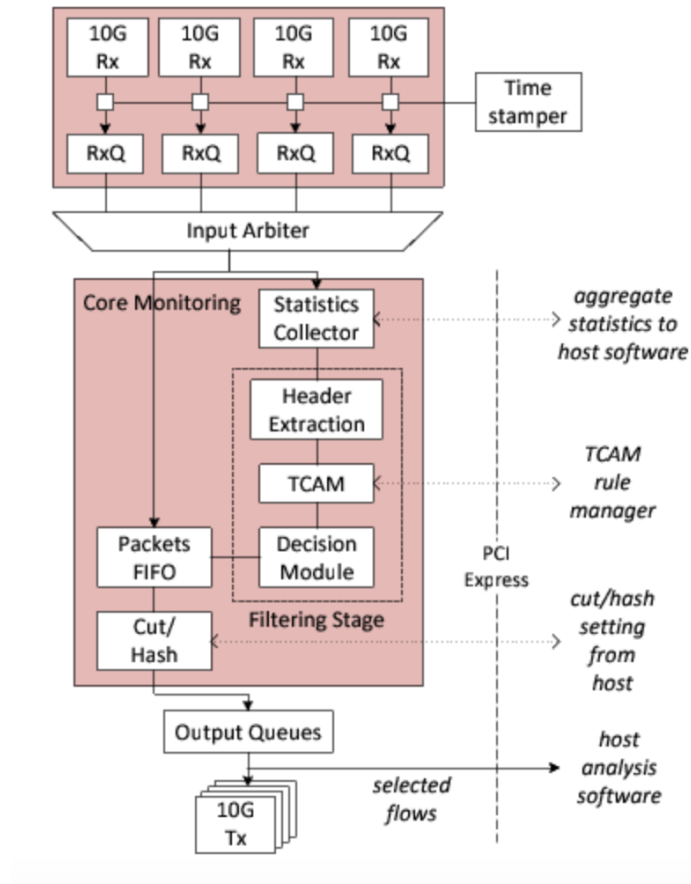 10G
Rx
10G
Rx
10G
Rx
10G
Rx
Time
stamper
RxQ
RxQ
RxQ
RxQ
Input Arbiter
Core Monitoring
Statistics
Collector
aggregate
statistics to
host software
Header
Extraction
TCAM
TCAM
rule
manager
Packets
FIFO
Decision
Module
PCI
Express
Filtering Stage
Cut/
Hash
cut/hash
setting
from
host
Output Queues
host
analysis
software
selected
flows
10G
Tx